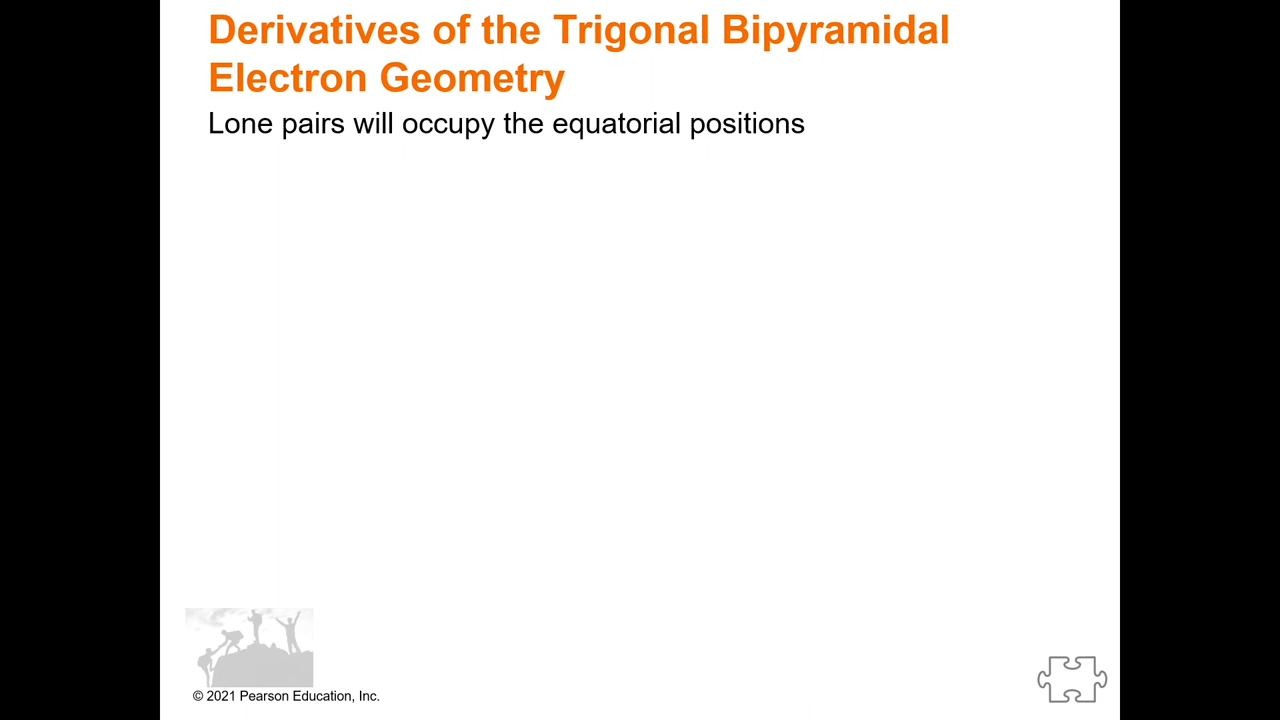 Derivatives of the Trigonal Bipyramidal
Electron Geometry
Lone pairs will occupy the equatorial positions
© 2021 Pearson Education, Inc.